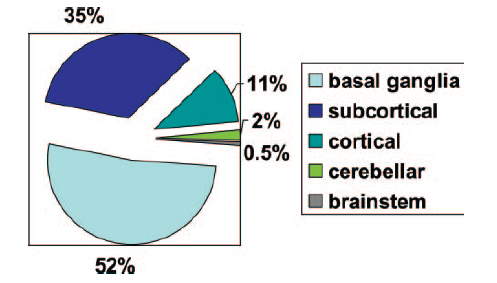 35%
11%
2%
0.5%
52%
basal ganglia
subcortical
cortical
cerebellar
brainstem